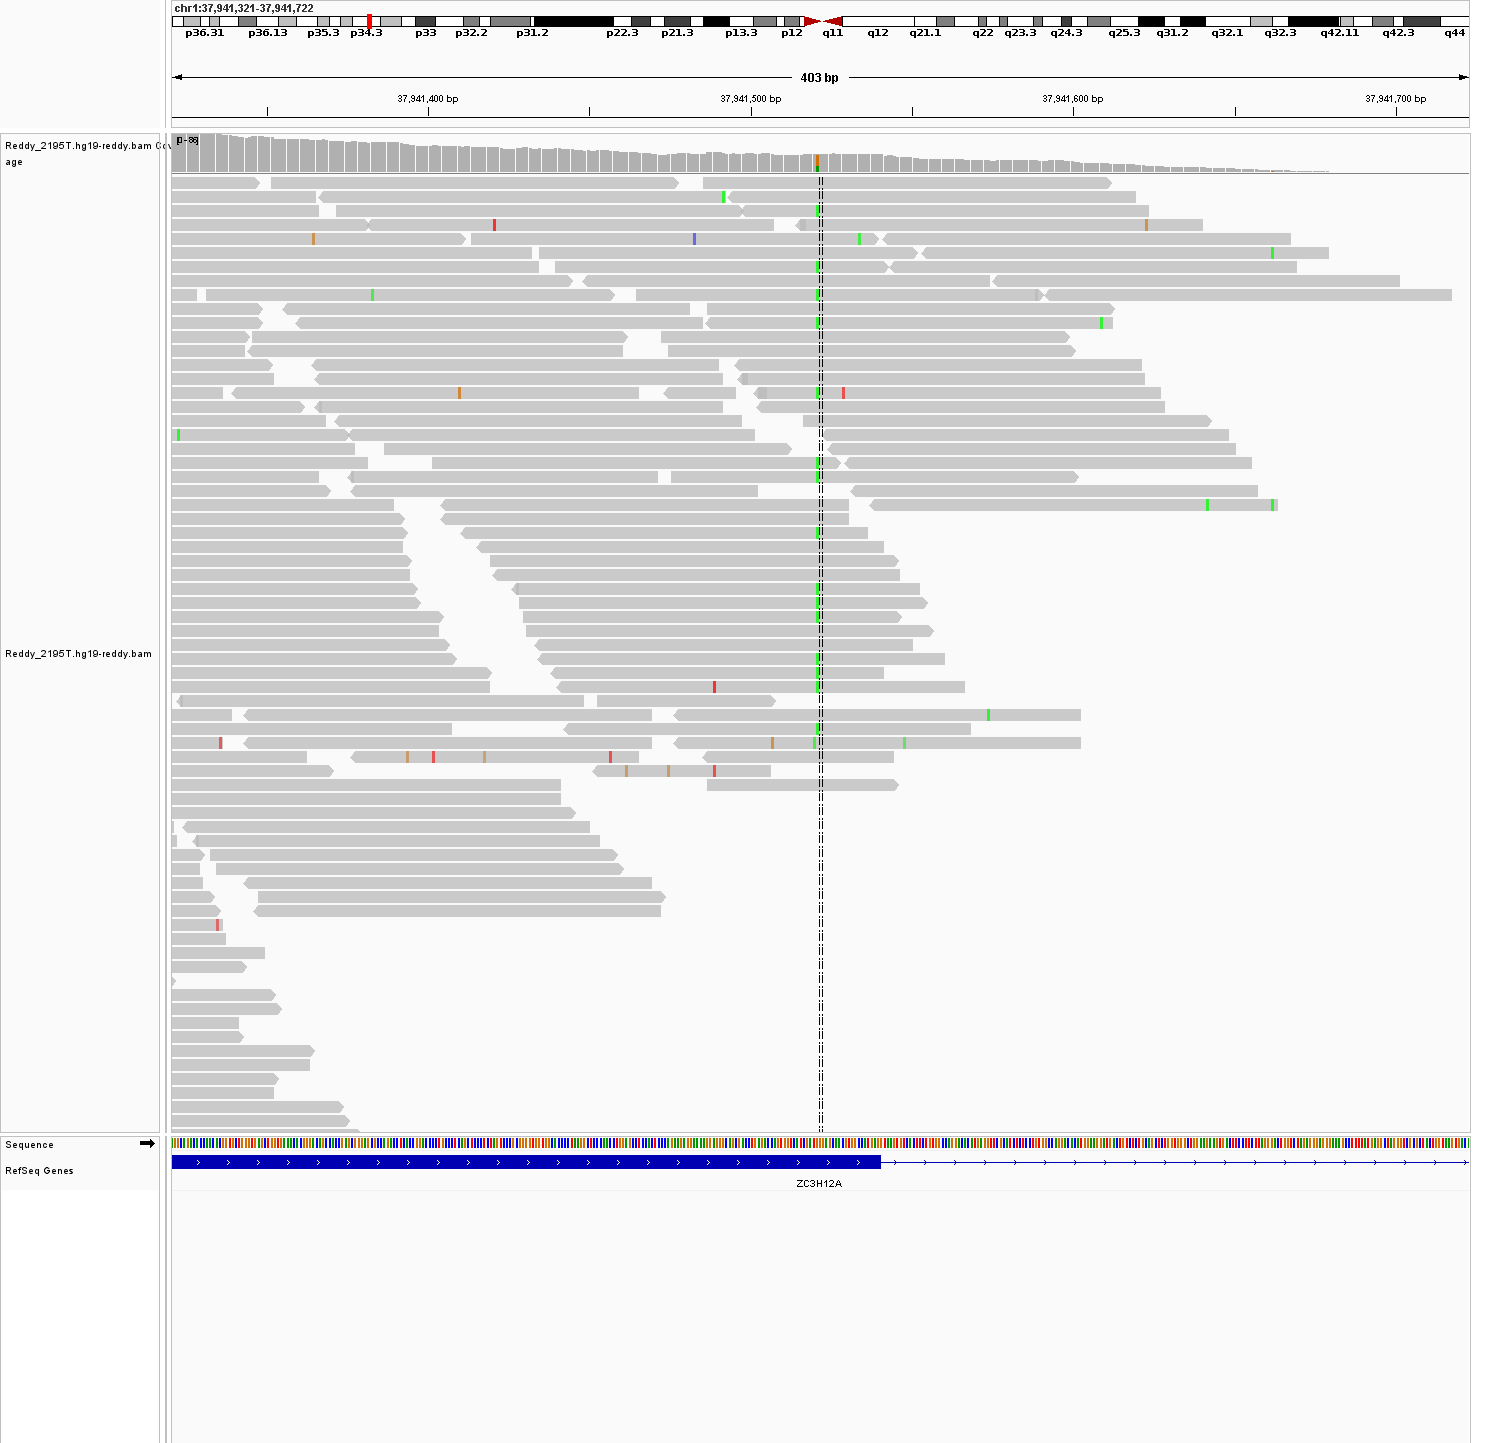 chr1:37,941,321-37,941,722
p36.31 p36.13 p35.3 p34.3 p33 p32.2 p31.2 p22.3 p21.3 p13.3 p12 q11 q12 q21.1 q22 q23.3 q24.3 q25.3 q31.2 q32.1 q32.3 q42.11 q42.3 q44
403 bp
37,941,400 bp 37,941,500 bp 37,941,600 bp 37,941,700 bp
Reddy_2195T.hg19-reddy.bam Cov
age
Reddy_2195T.hg19-reddy.bam
Sequence
RefSeq Genes
ZC3H12A